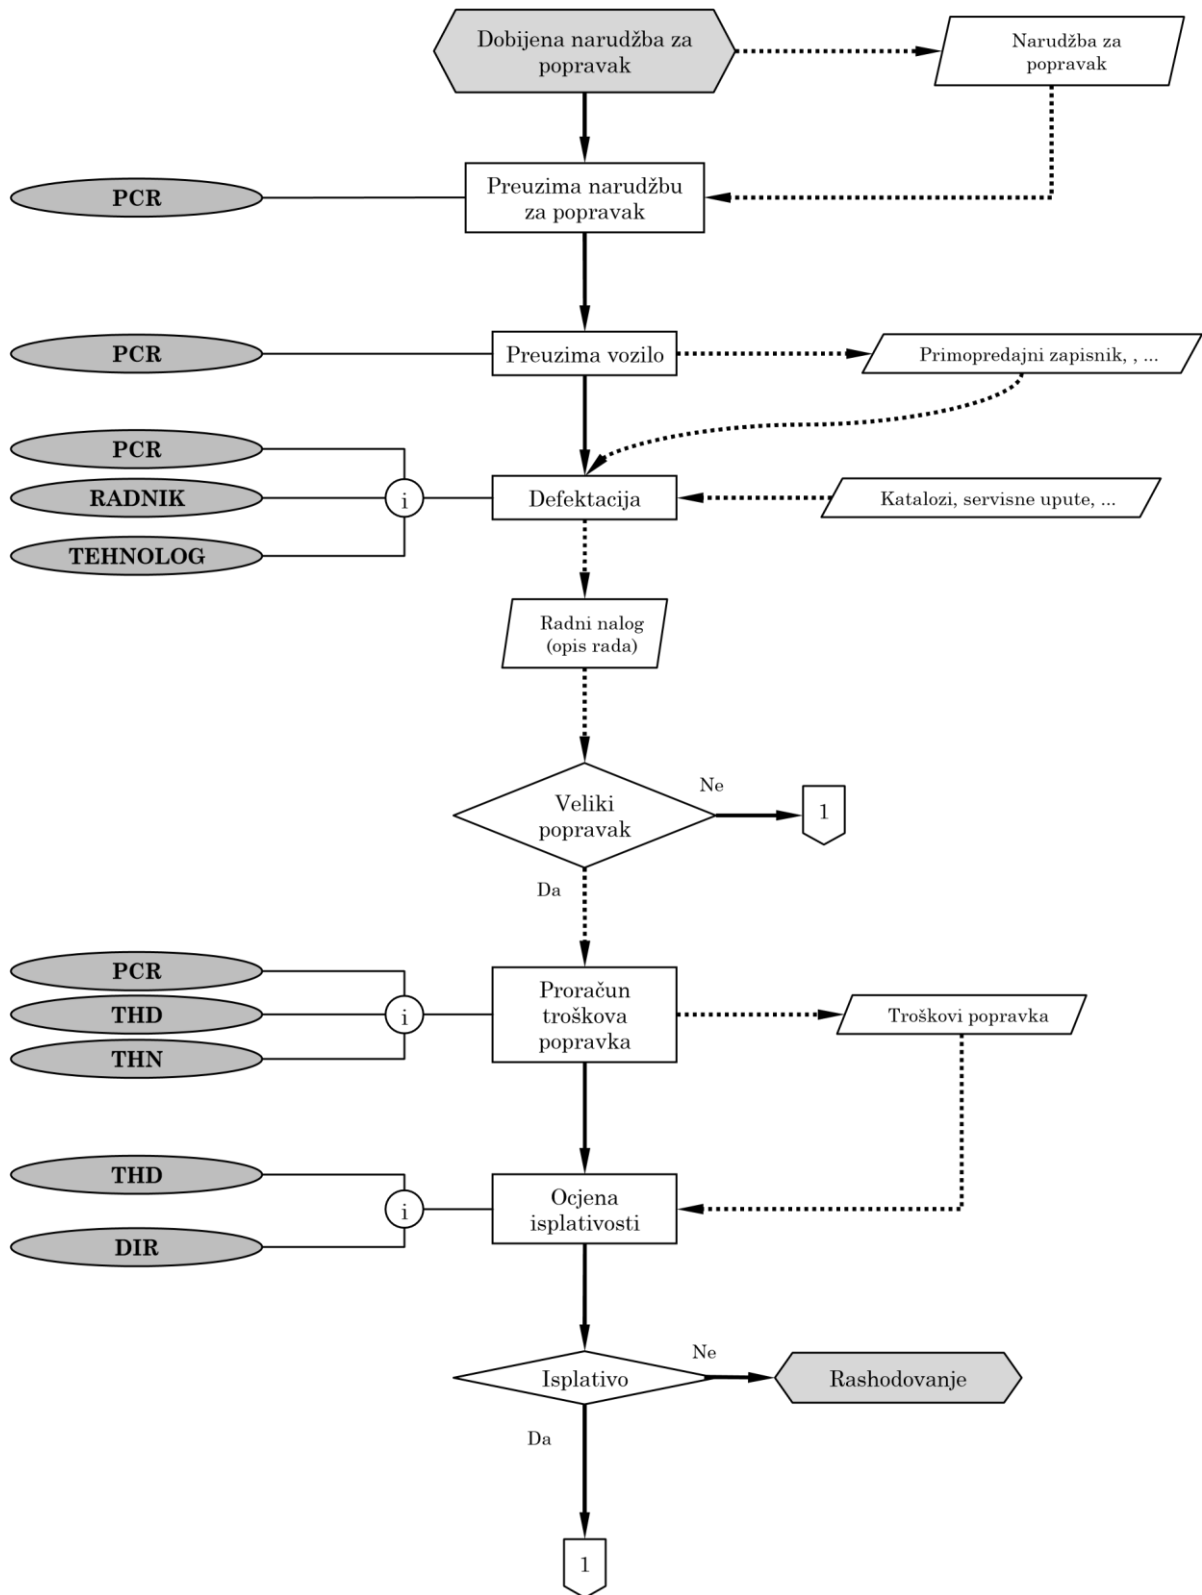 Dobijena narudžba za
popravak
Narudžba za
popravak
PCR
Preuzima narudžbu
za popravak
PCR
Preuzima vozilo
Primopredajni zapisnik, , ...
PCR
RADNIK
TEHNOLOG
i
Defektacija
Katalozi, servisne upute, ...
Radni nalog
(opis rada)
Veliki
popravak
Ne
1
Da
PCR
THD
THN
i
Proračun
troškova
popravka
Troškovi popravka
THD
DIR
i
Ocjena
isplativosti
Isplativo
Ne
Rashodovanje
Da
1